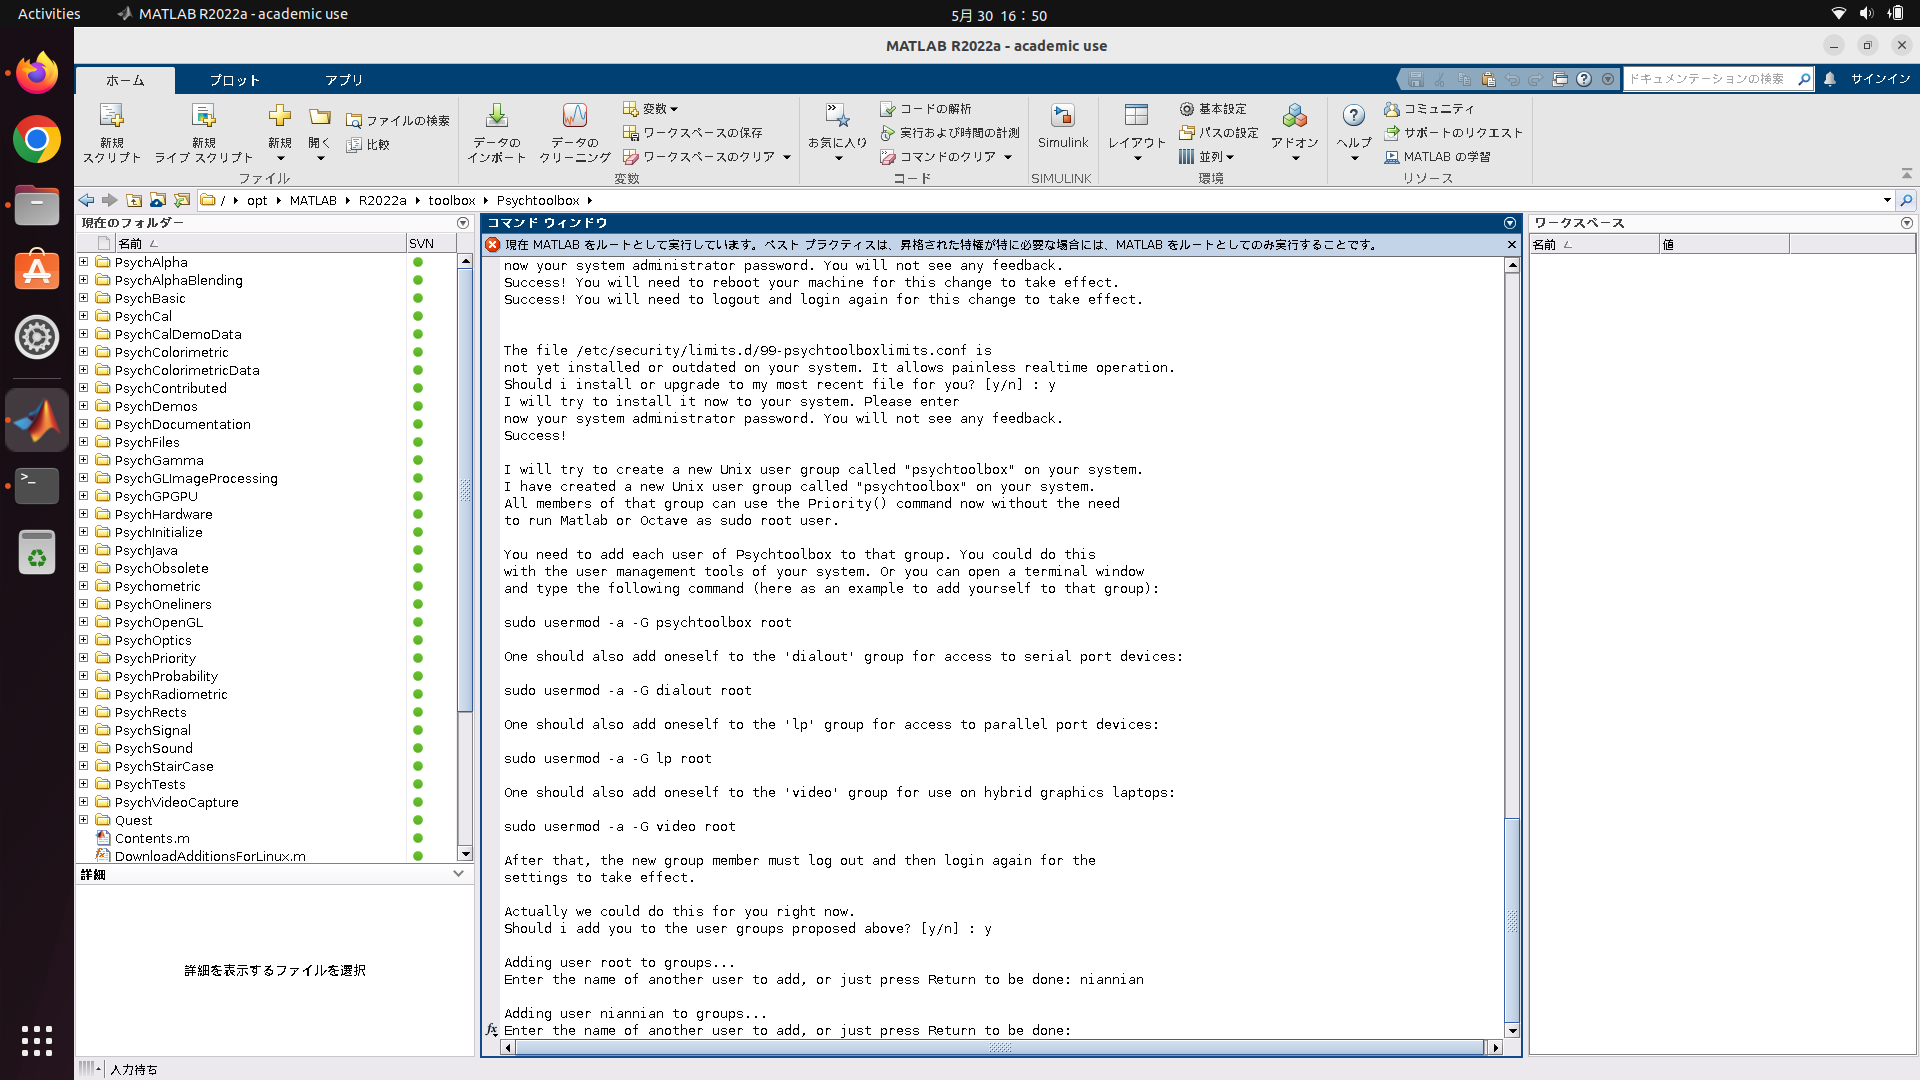 Activities
MATLAB R2022a - academic use
5月 30 16：50
MATLAB R2022a - academic use
ホーム
プロット
アプリ
ドキュメンテーションの検索
サインイン
新規
スクリプト
新規
ライブ スクリプト
新規
開く
ファイルの検索
比較
ファイル
データの
インポート
データの
クリーニング
変数
ワークスペースの保存
ワークスペースのクリア
変数
お気に入り
コードの解析
実行および時間の計測
コマンドのクリア
コード
Simulink
SIMULINK
レイアウト
基本設定
パスの設定
並列
アドオン
環境
ヘルプ
コミュニティ
サポートのリクエスト
MATLAB の学習
リソース
/ opt MATLAB R2022a toolbox Psychtoolbox
現在のフォルダー
名前
SVN
PsychAlpha
PsychAlphaBlending
PsychBasic
PsychCal
PsychCalDemoData
PsychColorimetric
PsychColorimetricData
PsychContributed
PsychDemos
PsychDocumentation
PsychFiles
PsychGamma
PsychGLImageProcessing
PsychGPGPU
PsychHardware
PsychInitialize
PsychJava
PsychObsolete
Psychometric
PsychOneliners
PsychOpenGL
PsychOptics
PsychPriority
PsychProbability
PsychRadiometric
PsychRects
PsychSignal
PsychSound
PsychStairCase
PsychTests
PsychVideoCapture
Quest
Contents.m
DownloadAdditionsForLinux.m
詳細
詳細を表示するファイルを選択
コマンド ウィンドウ
現在 MATLAB をルートとして実行しています。ベスト プラクティスは、昇格された特権が特に必要な場合には、MATLAB をルートとしてのみ実行することです。
now your system administrator password. You will not see any feedback.
Success! You will need to reboot your machine for this change to take effect.
Success! You will need to logout and login again for this change to take effect.
The file /etc/security/limits.d/99-psychtoolboxlimits.conf is
not yet installed or outdated on your system. It allows painless realtime operation.
Should i install or upgrade to my most recent file for you? [y/n] : y
I will try to install it now to your system. Please enter
now your system administrator password. You will not see any feedback.
Success!
I will try to create a new Unix user group called "psychtoolbox" on your system.
I have created a new Unix user group called "psychtoolbox" on your system.
All members of that group can use the Priority() command now without the need
to run Matlab or Octave as sudo root user.
You need to add each user of Psychtoolbox to that group. You could do this
with the user management tools of your system. Or you can open a terminal window
and type the following command (here as an example to add yourself to that group):
sudo usermod -a -G psychtoolbox root
One should also add oneself to the 'dialout' group for access to serial port devices:
sudo usermod -a -G dialout root
One should also add oneself to the 'lp' group for access to parallel port devices:
sudo usermod -a -G lp root
One should also add oneself to the 'video' group for use on hybrid graphics laptops:
sudo usermod -a -G video root
After that, the new group member must log out and then login again for the
settings to take effect.
Actually we could do this for you right now.
Should i add you to the user groups proposed above? [y/n] : y
Adding user root to groups...
Enter the name of another user to add, or just press Return to be done: niannian
Adding user niannian to groups...
fx Enter the name of another user to add, or just press Return to be done:
ワークスペース
名前
値
入力待ち